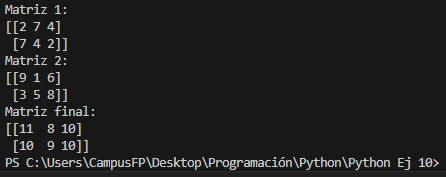 Matriz 1:
[[2 7 4]
 [7 4 2]]
Matriz 2:
[[9 1 6]
 [3 5 8]]
Matriz final:
[[11  8 10]
 [10  9 10]]
PS C:\Users\CampusFP\Desktop\Programación\Python\Python Ej 10>